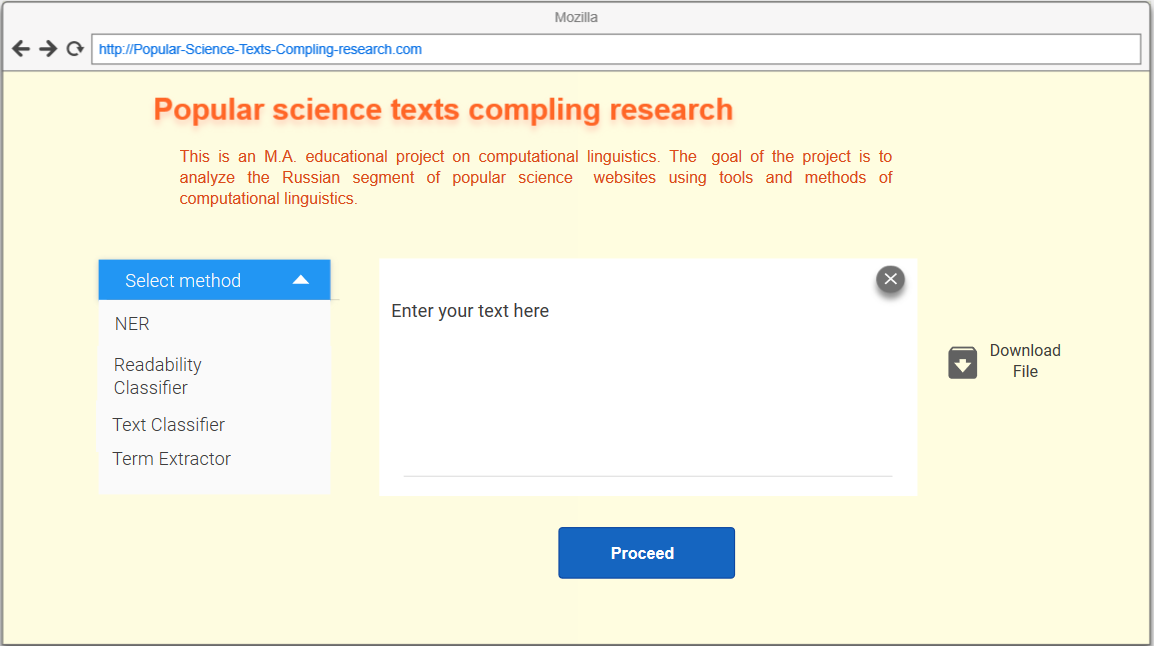 Mozilla
http://Popular-Science-Texts-Compling-research.com
Popular science texts compling research
This is an M.A. educational project on computational linguistics. The goal of the project is to
analyze the Russian segment of popular science websites using tools and methods of
computational linguistics.
Select method
NER
Readability
Classifier
Text Classifier
Term Extractor
Enter your text here
Download
File
Proceed